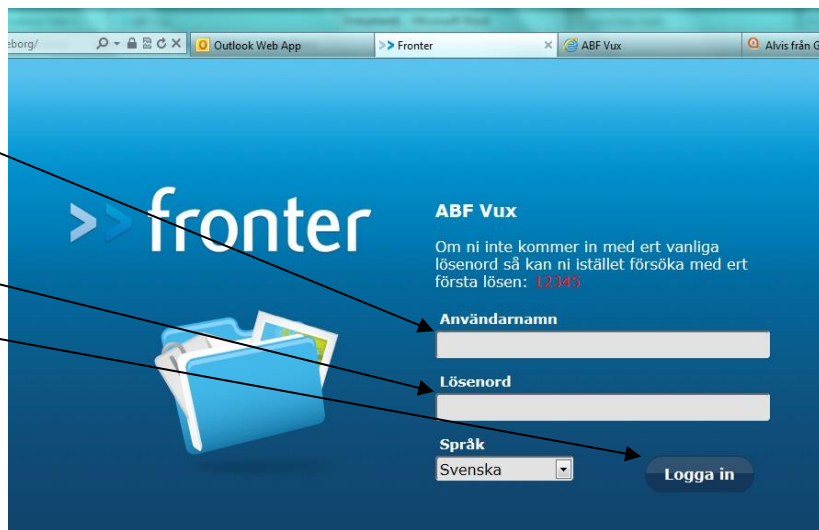 eborg/
Outlook Web App
>> Fronter
ABF Vux
Alvis från G
>> fronter
ABF Vux
Om ni inte kommer in med ert vanliga
lösenord så kan ni istället försöka med ert
första lösen: 12345
Användarnamn
Lösenord
Språk
Svenska
Logga in